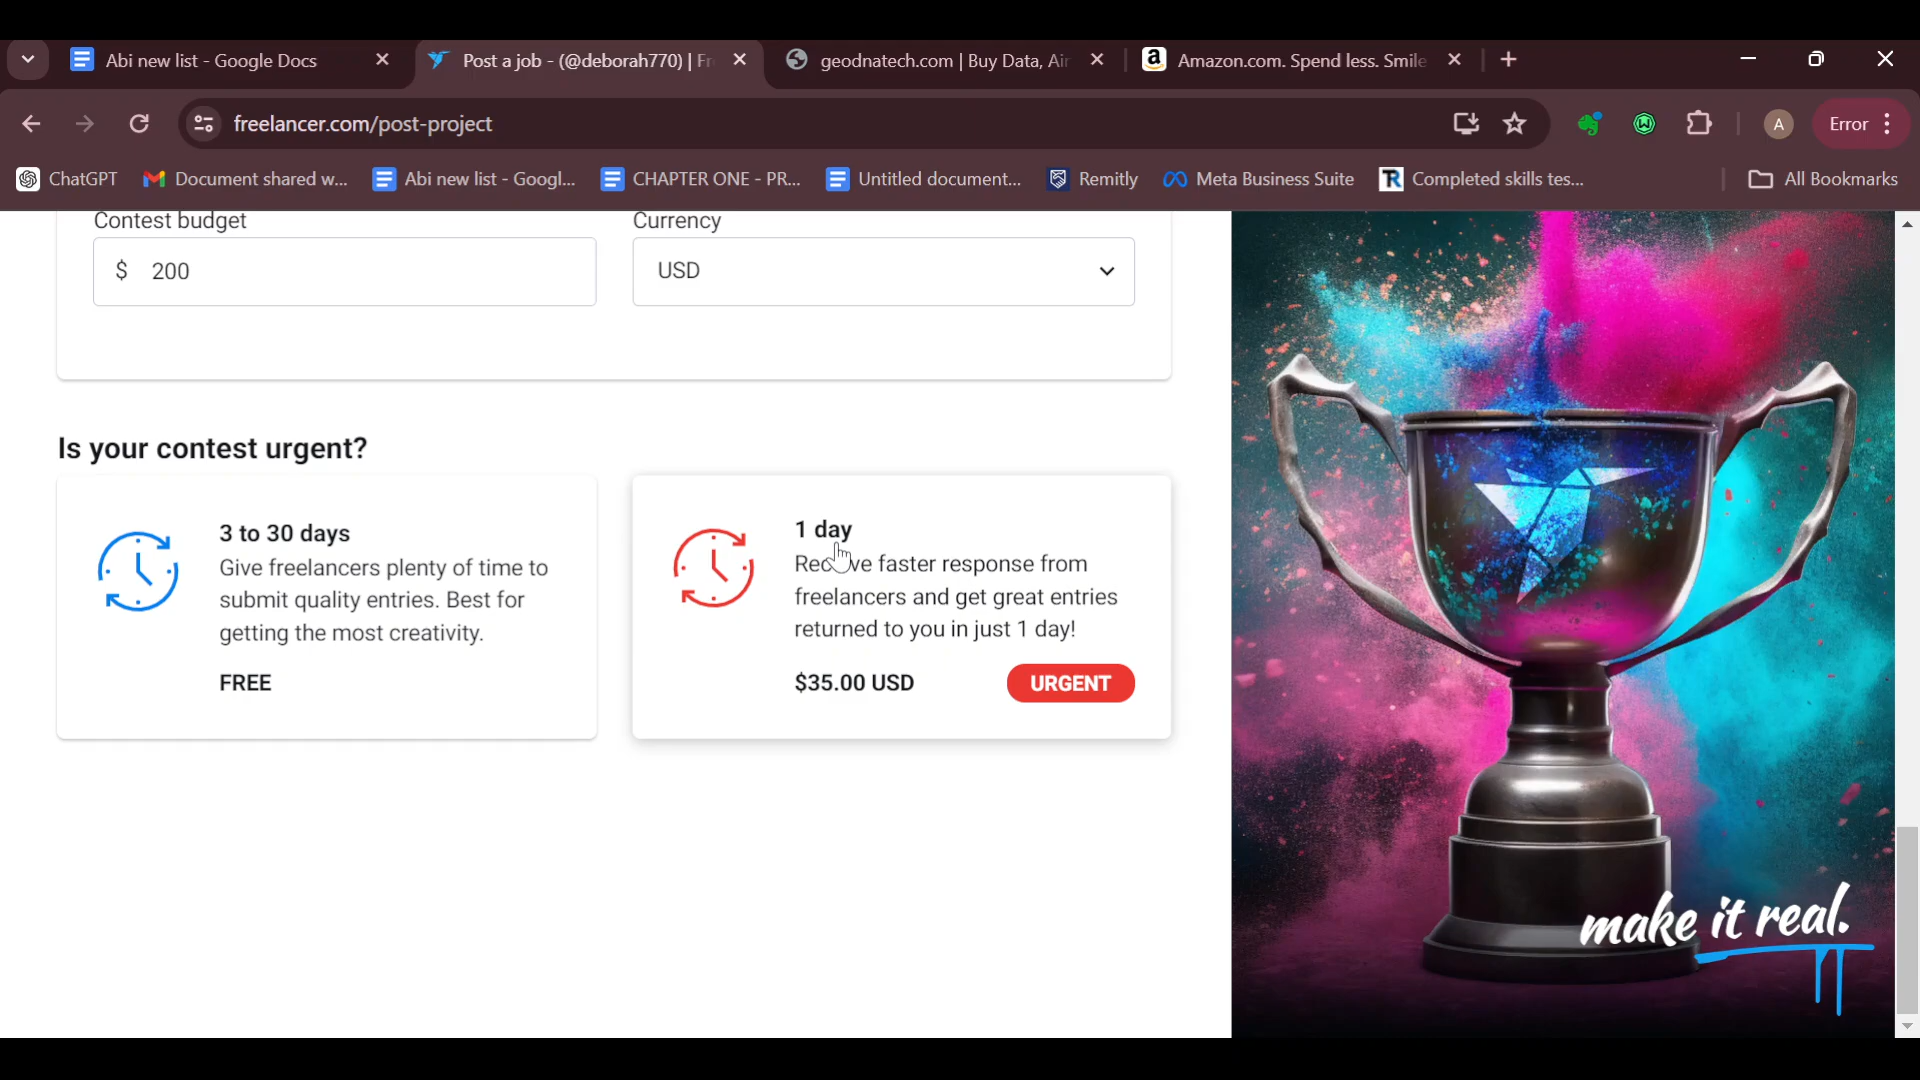 Abi new list - Google Docs
Post a job - (@deborah770) | Fr
geodnatech.com | Buy Data, Air
Amazon.com. Spend less. Smile
freelancer.com/post-project
A
Error
ChatGPT
Document shared w...
Abi new list - Googl...
CHAPTER ONE - PR...
Untitled document...
Remitly
Meta Business Suite
Completed skills tes...
All Bookmarks
Contest budget
Currency
$ 200
USD
Is your contest urgent?
3 to 30 days
Give freelancers plenty of time to
submit quality entries. Best for
getting the most creativity.
FREE
1 day
Receive faster response from
freelancers and get great entries
returned to you in just 1 day!
$35.00 USD
URGENT
make it real.